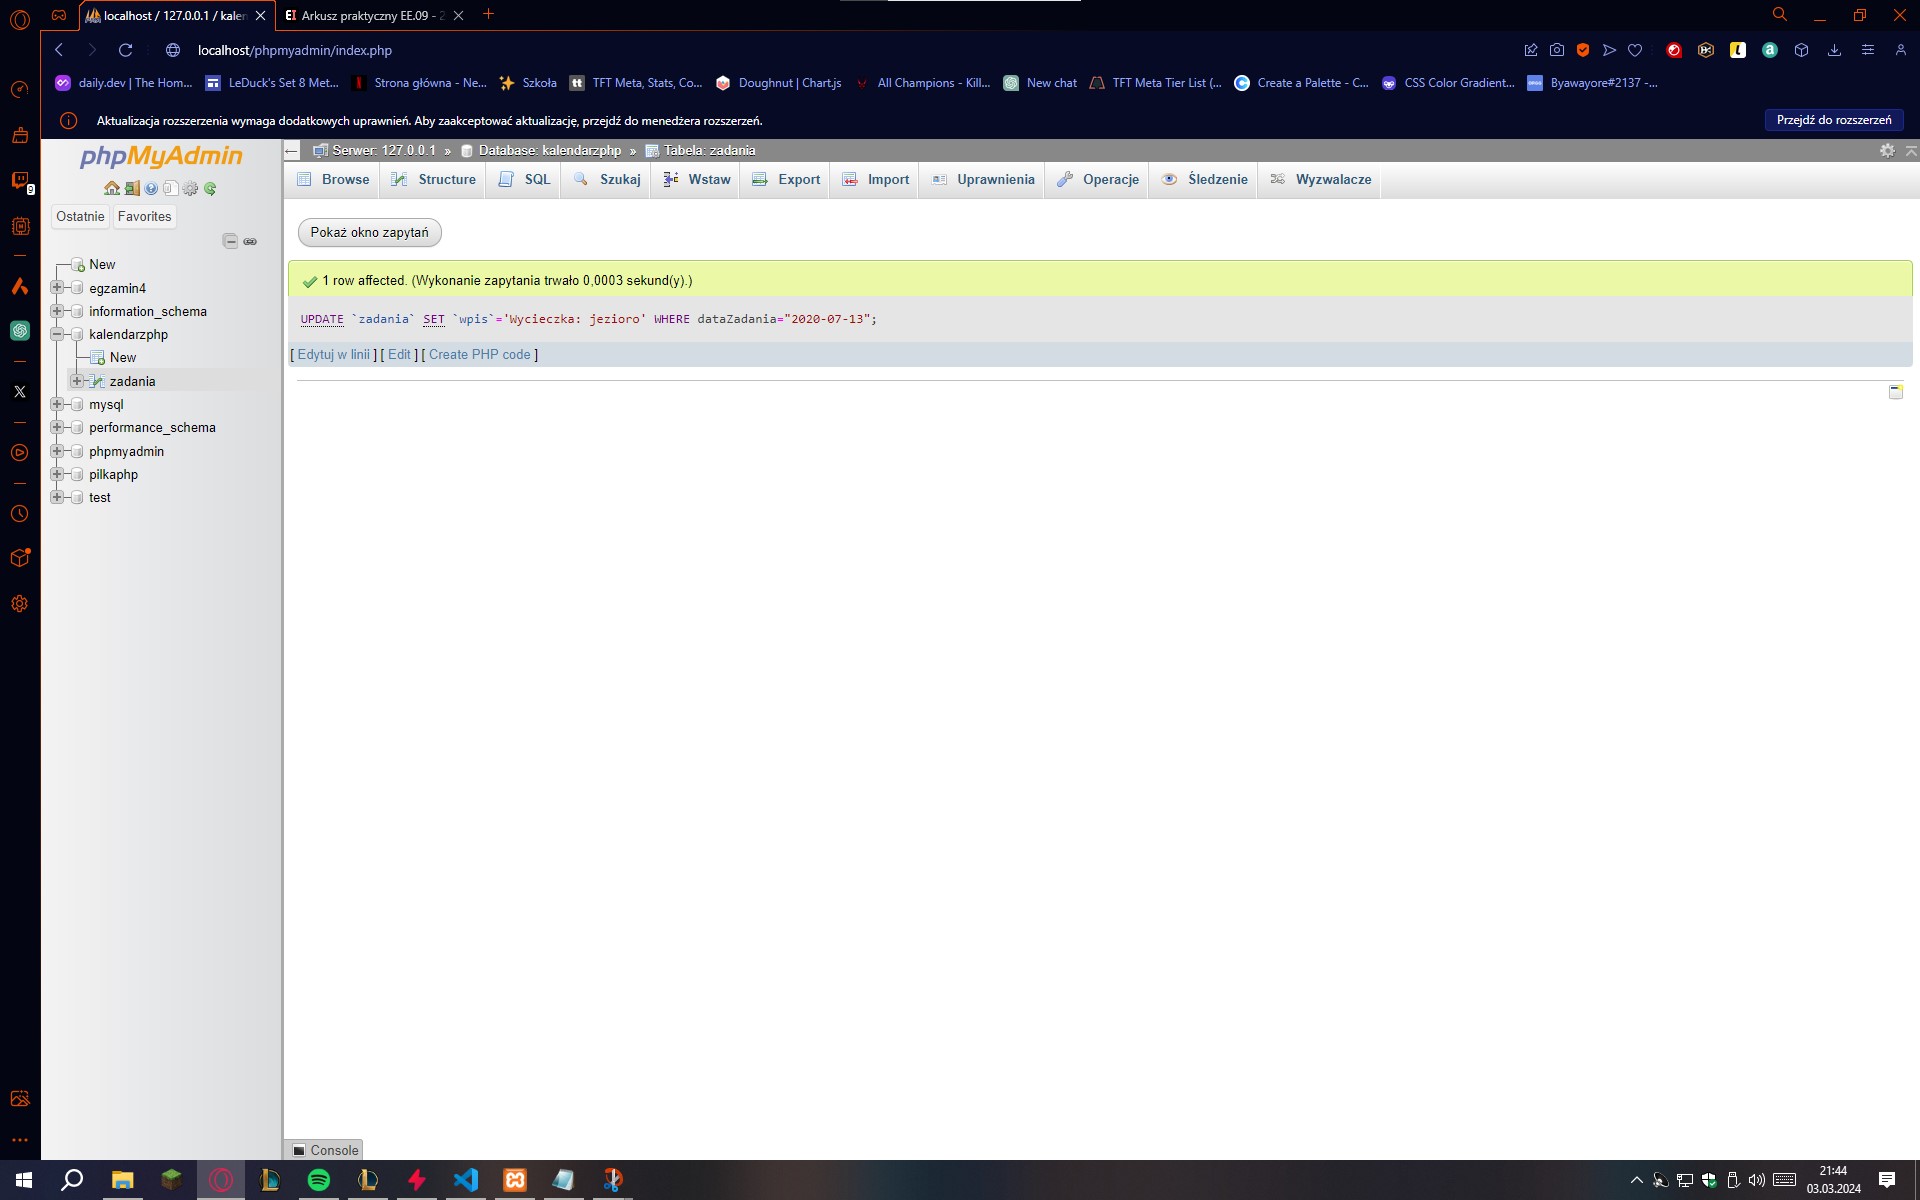 localhost / 127.0.0.1 / kalen
Arkusz praktyczny EE.09 - 2
localhost/phpmyadmin/index.php
daily.dev | The Hom...
LeDuck's Set 8 Met...
Strona główna - Ne...
Szkoła
TFT Meta, Stats, Co...
Doughnut | Chart.js
All Champions - Kill...
New chat
TFT Meta Tier List (...
Create a Palette - C...
CSS Color Gradient...
Byawayore#2137 -...
Aktualizacja rozszerzenia wymaga dodatkowych uprawnień. Aby zaakceptować aktualizację, przejdź do menedżera rozszerzeń.
Przejdź do rozszerzeń
phpMyAdmin
Ostatnie
Favorites
New
egzamin4
information_schema
kalendarzphp
New
zadania
mysql
performance_schema
phpmyadmin
pilkaphp
test
Serwer: 127.0.0.1 » Database: kalendarzphp » Tabela: zadania
Browse
Structure
SQL
Szukaj
Wstaw
Export
Import
Uprawnienia
Operacje
Śledzenie
Wyzwalacze
Pokaż okno zapytań
1 row affected. (Wykonanie zapytania trwało 0,0003 sekund(y).)
UPDATE `zadania` SET `wpis`='Wycieczka: jezioro' WHERE dataZadania="2020-07-13";
[ Edytuj w linii ] [ Edit ] [ Create PHP code ]
Console
9
21:44
03.03.2024